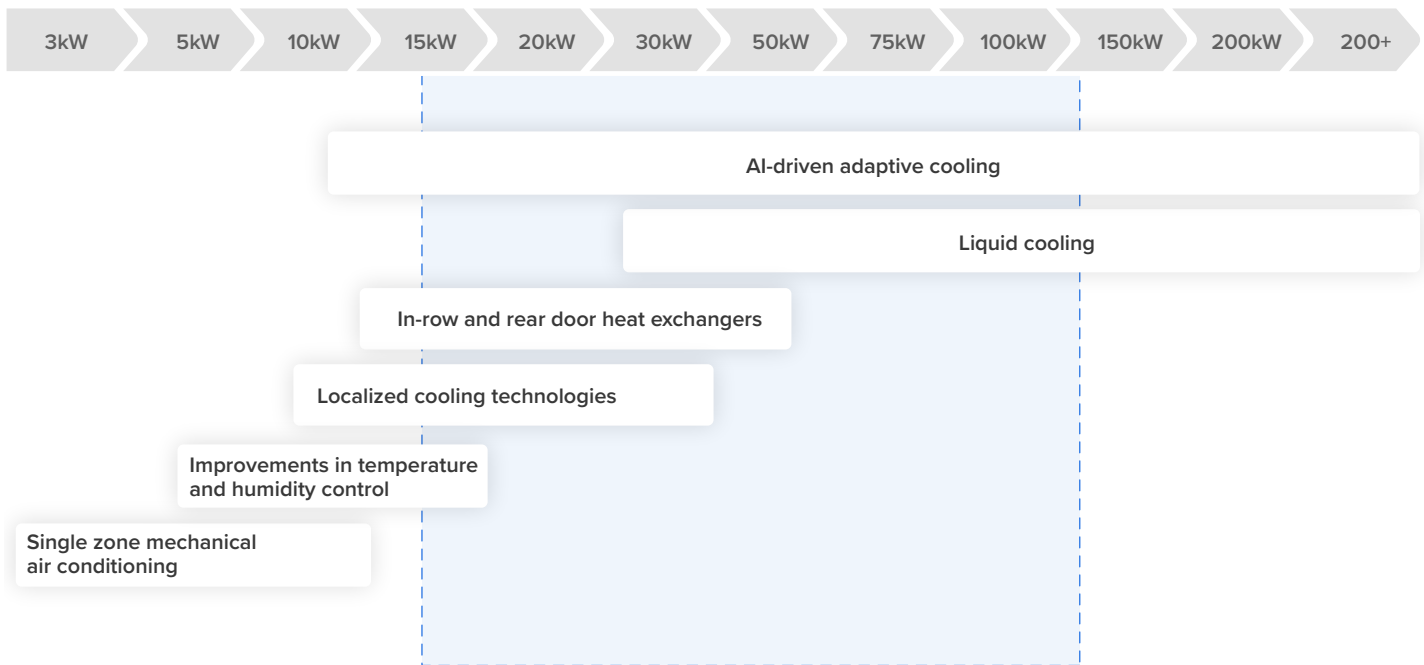 3kW 5kW 10kW 15kW 20kW 30kW 50kW 75kW 100kW 150kW 200kW 200+
AI-driven adaptive cooling
Liquid cooling
In-row and rear door heat exchangers
Localized cooling technologies
Improvements in temperature
and humidity control
Single zone mechanical
air conditioning